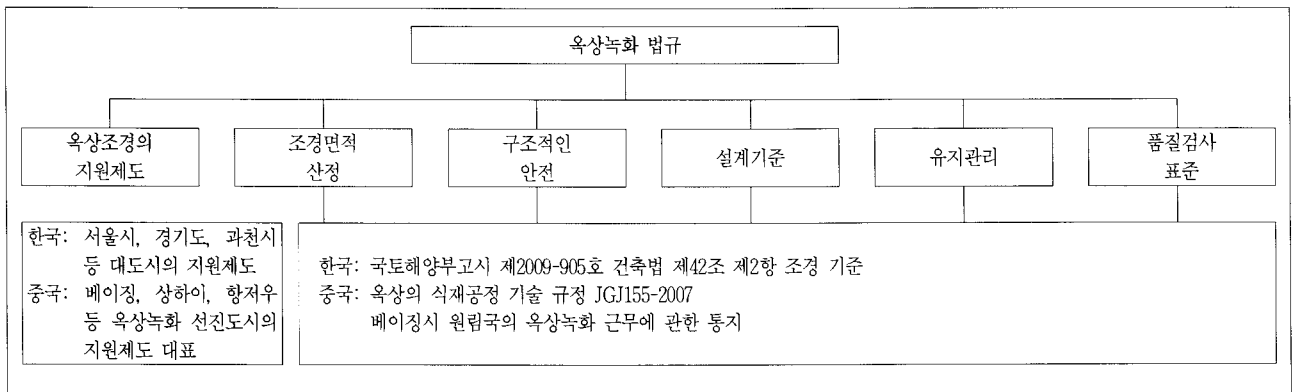 옥상녹화 법규
옥상조경의
지원제도
조경면적
산정
구조적인
안전
설계기준
유지관리
품질검사
표준
한국: 서울시, 경기도, 과천시
등 대도시의 지원제도
중국: 베이징, 상하이, 항저우
등 옥상녹화 선진도시의
지원제도 대표
한국: 국토해양부고시 제2009-905호 건축법 제42조 제2항 조경 기준
중국: 옥상의 식재공정 기술 규정 JGJ155-2007
베이징시 원림국의 옥상녹화 근무에 관한 통지